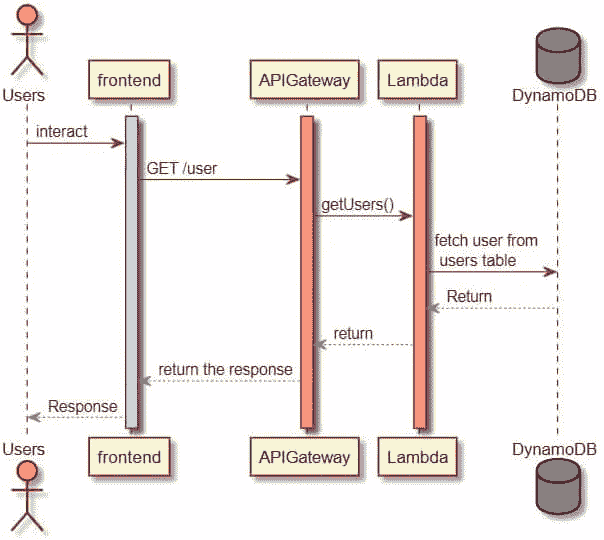 Users
frontend
APIGateway
Lambda
DynamoDB
interact
GET /user
getUsers()
fetch user from
users table
Return
return
return the response
Response
Users
frontend
APIGateway
Lambda
DynamoDB